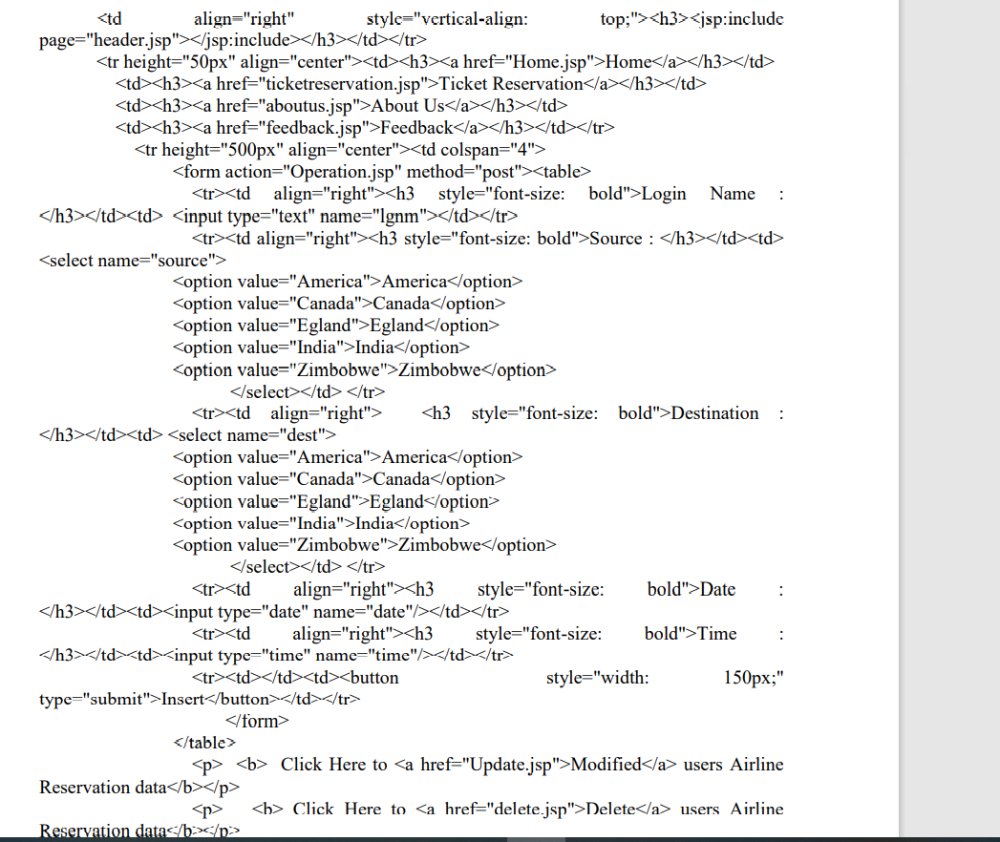 <td align="right" style="vertical-align: top;"><h3><jsp:include
page="header.jsp"></jsp:include></h3></td></tr>
<tr height="50px" align="center"><td><h3><a href="Home.jsp">Home</a></h3></td>
<td><h3><a href="ticketreservation.jsp">Ticket Reservation</a></h3></td>
<td><h3><a href="aboutus.jsp">About Us</a></h3></td>
<td><h3><a href="feedback.jsp">Feedback</a></h3></td></tr>
<tr height="500px" align="center"><td colspan="4">
<form action="Operation.jsp" method="post"><table>
<tr><td align="right"><h3 style="font-size: bold">Login Name :
</h3></td><td> <input type="text" name="lgnm"></td></tr>
<tr><td align="right"><h3 style="font-size: bold">Source : </h3></td><td>
<select name="source">
<option value="America">America</option>
<option value="Canada">Canada</option>
<option value="Egland">Egland</option>
<option value="India">India</option>
<option value="Zimbobwe">Zimbobwe</option>
</select></td> </tr>
<tr><td align="right"> <h3 style="font-size: bold">Destination :
</h3></td><td> <select name="dest">
<option value="America">America</option>
<option value="Canada">Canada</option>
<option value="Egland">Egland</option>
<option value="India">India</option>
<option value="Zimbobwe">Zimbobwe</option>
</select></td> </tr>
<tr><td align="right"><h3 style="font-size: bold">Date :
</h3></td><td><input type="date" name="date"/></td></tr>
<tr><td align="right"><h3 style="font-size: bold">Time :
</h3></td><td><input type="time" name="time"/></td></tr>
<tr><td></td><td><button style="width: 150px;"
type="submit">Insert</button></td></tr>
</form>
</table>
<p> <b> Click Here to <a href="Update.jsp">Modified</a> users Airline
Reservation data</b></p>
<p> <b> Click Here to <a href="delete.jsp">Delete</a> users Airline
Reservation data</b></p>